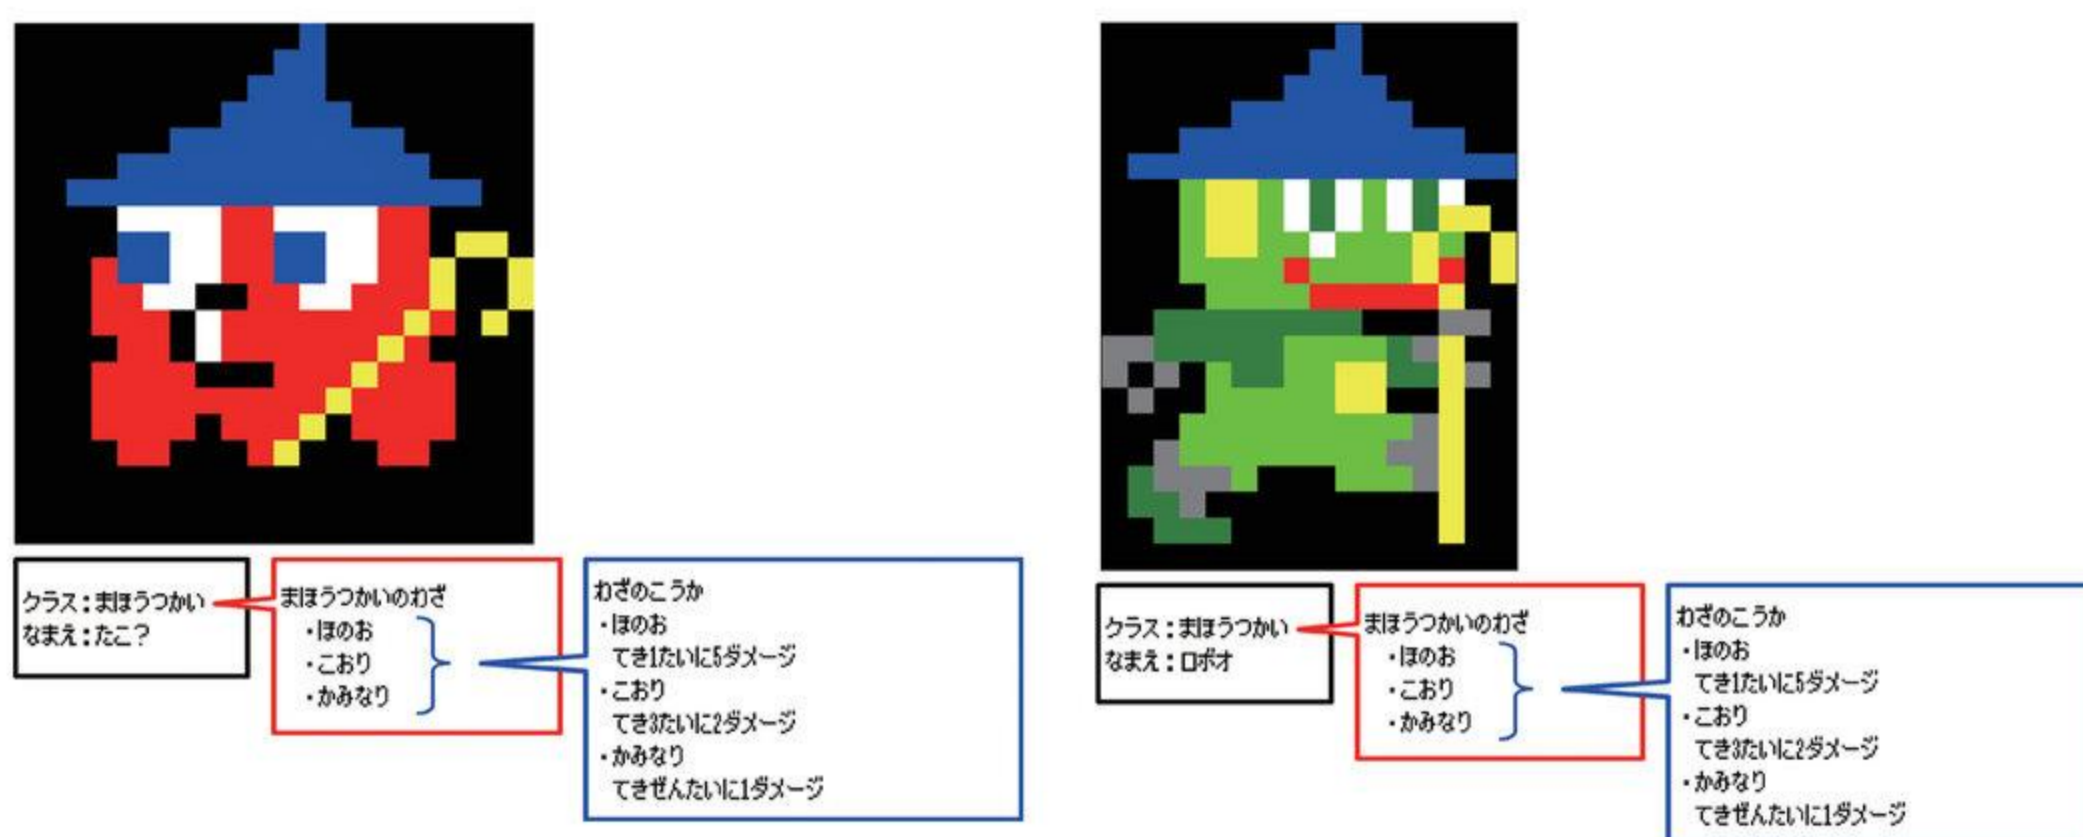 クラス:まほうつかい
なまえ:たこ?
まほうつかいのわざ
・ほのお
・こおり
・かみなり
わざのこうか
・ほのお
てき1たいに5ダメージ
・こおり
てき3たいに2ダメージ
・かみなり
てきぜんたいに1ダメージ
クラス:まほうつかい
なまえ:ロボオ
まほうつかいのわざ
・ほのお
・こおり
・かみなり
わざのこうか
・ほのお
てき1たいに5ダメージ
・こおり
てき3たいに2ダメージ
・かみなり
てきぜんたいに1ダメージ